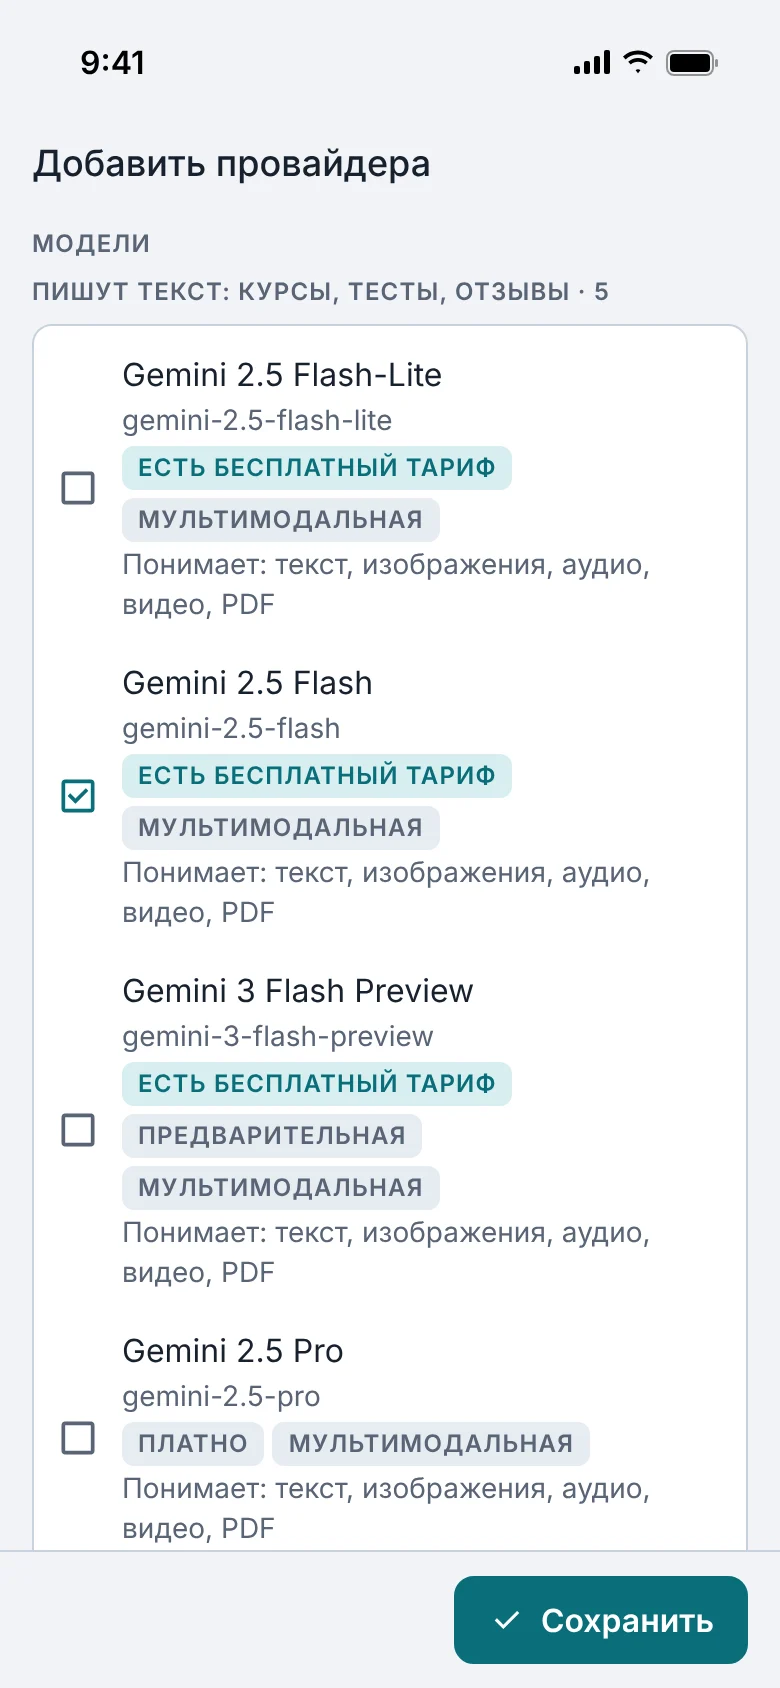 9:41
Добавить провайдера
МОДЕЛИ
ПИШУТ ТЕКСТ: КУРСЫ, ТЕСТЫ, ОТЗЫВЫ · 5
Gemini 2.5 Flash-Lite
gemini-2.5-flash-lite
ЕСТЬ БЕСПЛАТНЫЙ ТАРИФ
МУЛЬТИМОДАЛЬНАЯ
Понимает: текст, изображения, аудио,
видео, PDF
Gemini 2.5 Flash
gemini-2.5-flash
ЕСТЬ БЕСПЛАТНЫЙ ТАРИФ
МУЛЬТИМОДАЛЬНАЯ
Понимает: текст, изображения, аудио,
видео, PDF
Gemini 3 Flash Preview
gemini-3-flash-preview
ЕСТЬ БЕСПЛАТНЫЙ ТАРИФ
ПРЕДВАРИТЕЛЬНАЯ
МУЛЬТИМОДАЛЬНАЯ
Понимает: текст, изображения, аудио,
видео, PDF
Gemini 2.5 Pro
gemini-2.5-pro
ПЛАТНО МУЛЬТИМОДАЛЬНАЯ
Понимает: текст, изображения, аудио,
видео, PDF
Сохранить